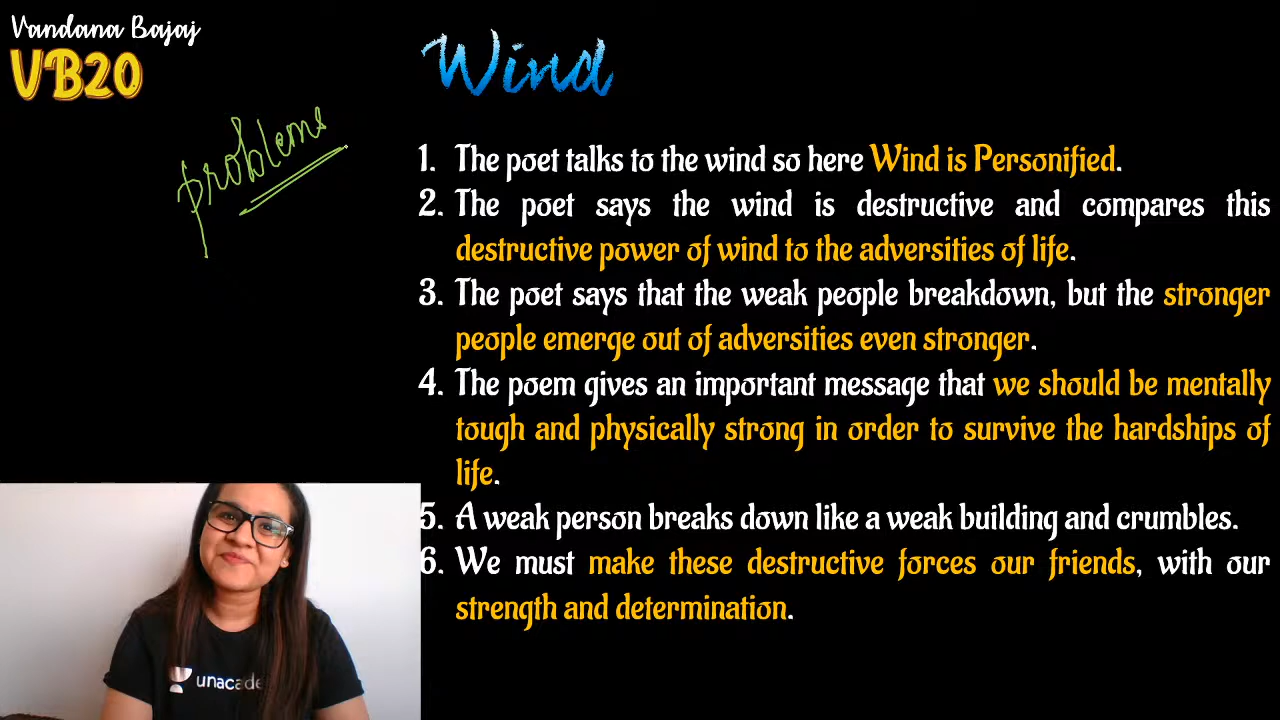 Vandana Bajaj
VB20
Wind
problems
1. The poet talks to the wind so here Wind is Personified.
2. The poet says the wind is destructive and compares this
destructive power of wind to the adversities of life.
3. The poet says that the weak people breakdown, but the stronger
people emerge out of adversities even stronger.
4. The poem gives an important message that we should be mentally
tough and physically strong in order to survive the hardships of
life.
5. A weak person breaks down like a weak building and crumbles.
6. We must make these destructive forces our friends, with our
strength and determination.
unacade